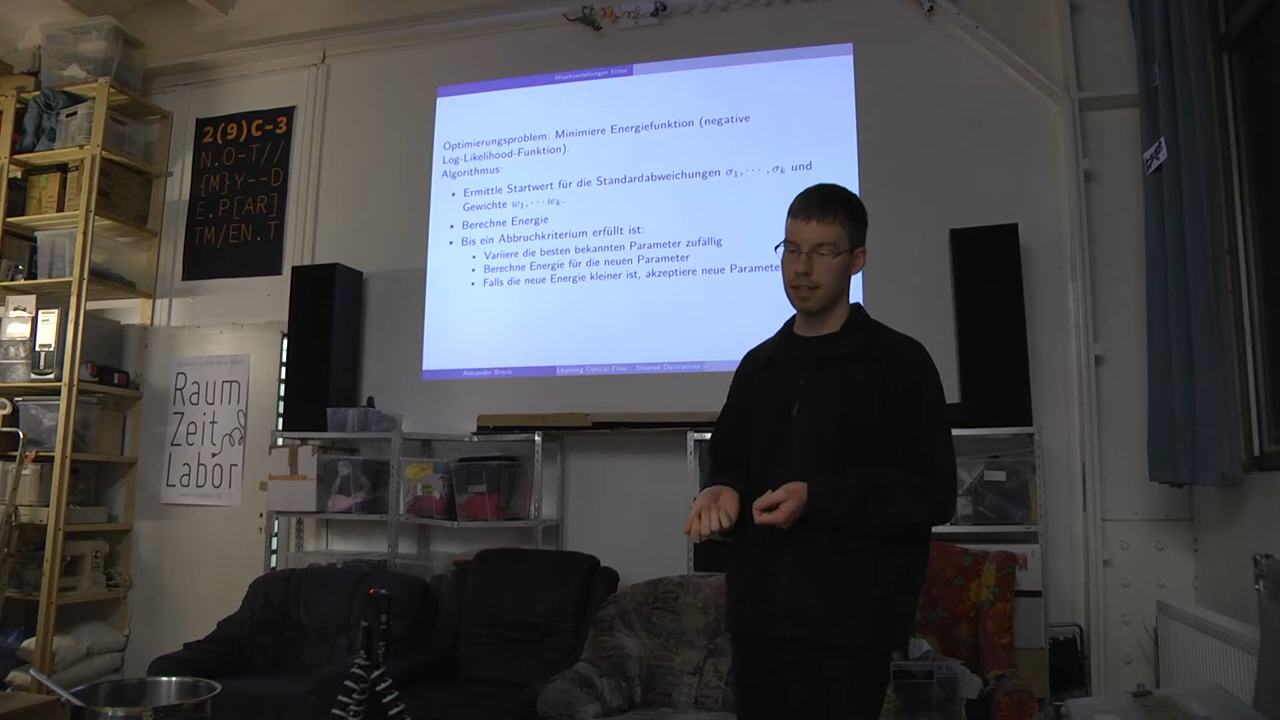 Mischverteilungen fitten
Optimierungsproblem: Minimiere Energiefunktion (negative
Log-Likelihood-Funktion).
Algorithmus:
Ermittle Startwert für die Standardabweichungen σ₁, ⋯ , σₖ und
Gewichte w₁, ⋯ wₖ.
Berechne Energie
Bis ein Abbruchkriterium erfüllt ist:
Variiere die besten bekannten Parameter zufällig
Berechne Energie für die neuen Parameter
Falls die neue Energie kleiner ist, akzeptiere neue Paramete
Alexander Brock
Learning Optical Flow: Steered Derivatives
2(9)C-3
N.O-T//
{M}Y--D
E.P[AR]
TM/EN.T
Raum
Zeit
Labor